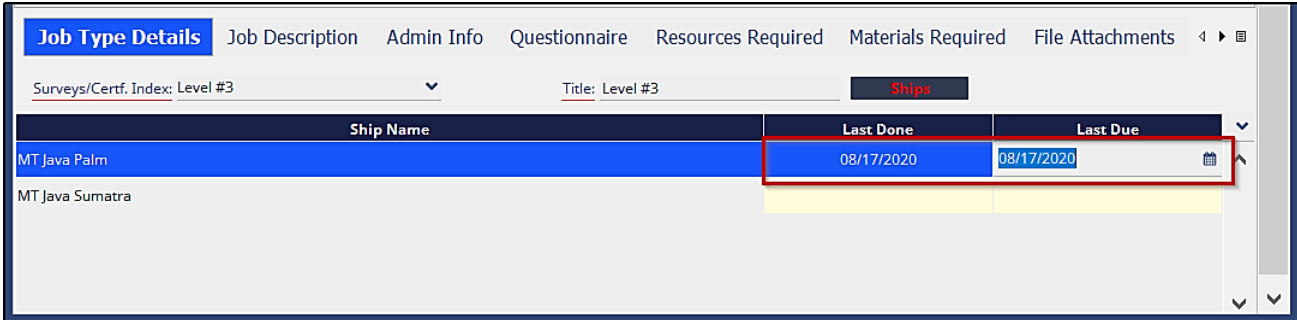 Job Type Details Job Description Admin Info Questionnaire Resources Required Materials Required File Attachments
Surveys/Certf. Index: Level #3 Title: Level #3 Ships
Ship Name Last Done Last Due
MT Java Palm 08/17/2020 08/17/2020
MT Java Sumatra